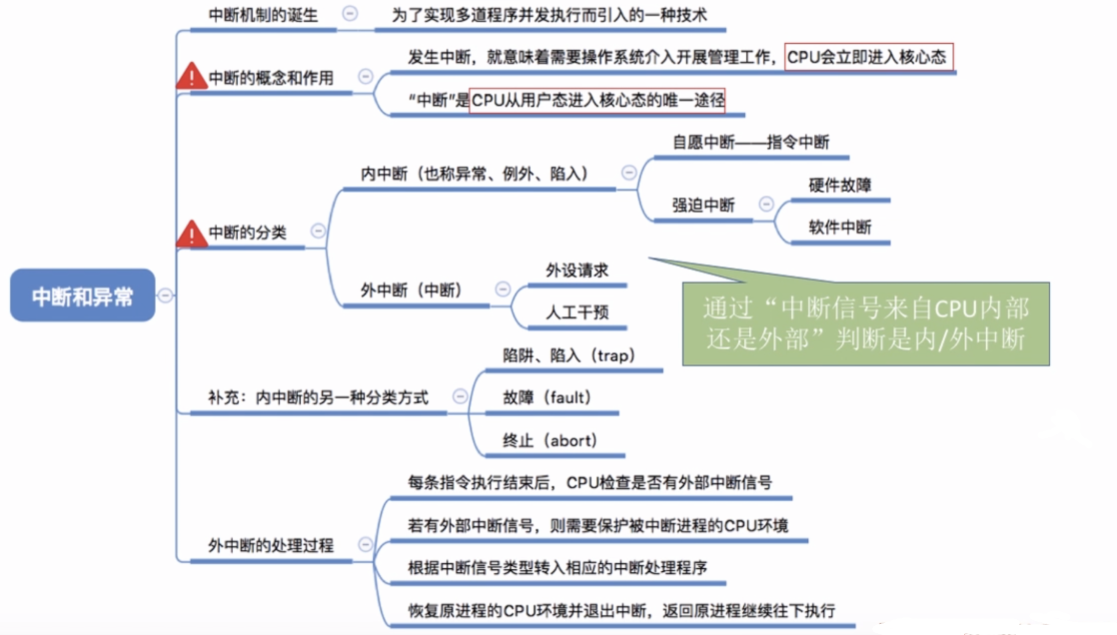 中断机制的诞生
为了实现多道程序并发执行而引入的一种技术
中断的概念和作用
发生中断，就意味着需要操作系统介入开展管理工作，CPU会立即进入核心态
“中断”是CPU从用户态进入核心态的唯一途径
中断和异常
中断的分类
内中断（也称异常、例外、陷入）
自愿中断——指令中断
强迫中断
硬件故障
软件中断
外中断（中断）
外设请求
人工干预
通过“中断信号来自CPU内部
还是外部”判断是内/外中断
补充：内中断的另一种分类方式
陷阱、陷入（trap）
故障（fault）
终止（abort）
外中断的处理过程
每条指令执行结束后，CPU检查是否有外部中断信号
若有外部中断信号，则需要保护被中断进程的CPU环境
根据中断信号类型转入相应的中断处理程序
恢复原进程的CPU环境并退出中断，返回原进程继续往下执行